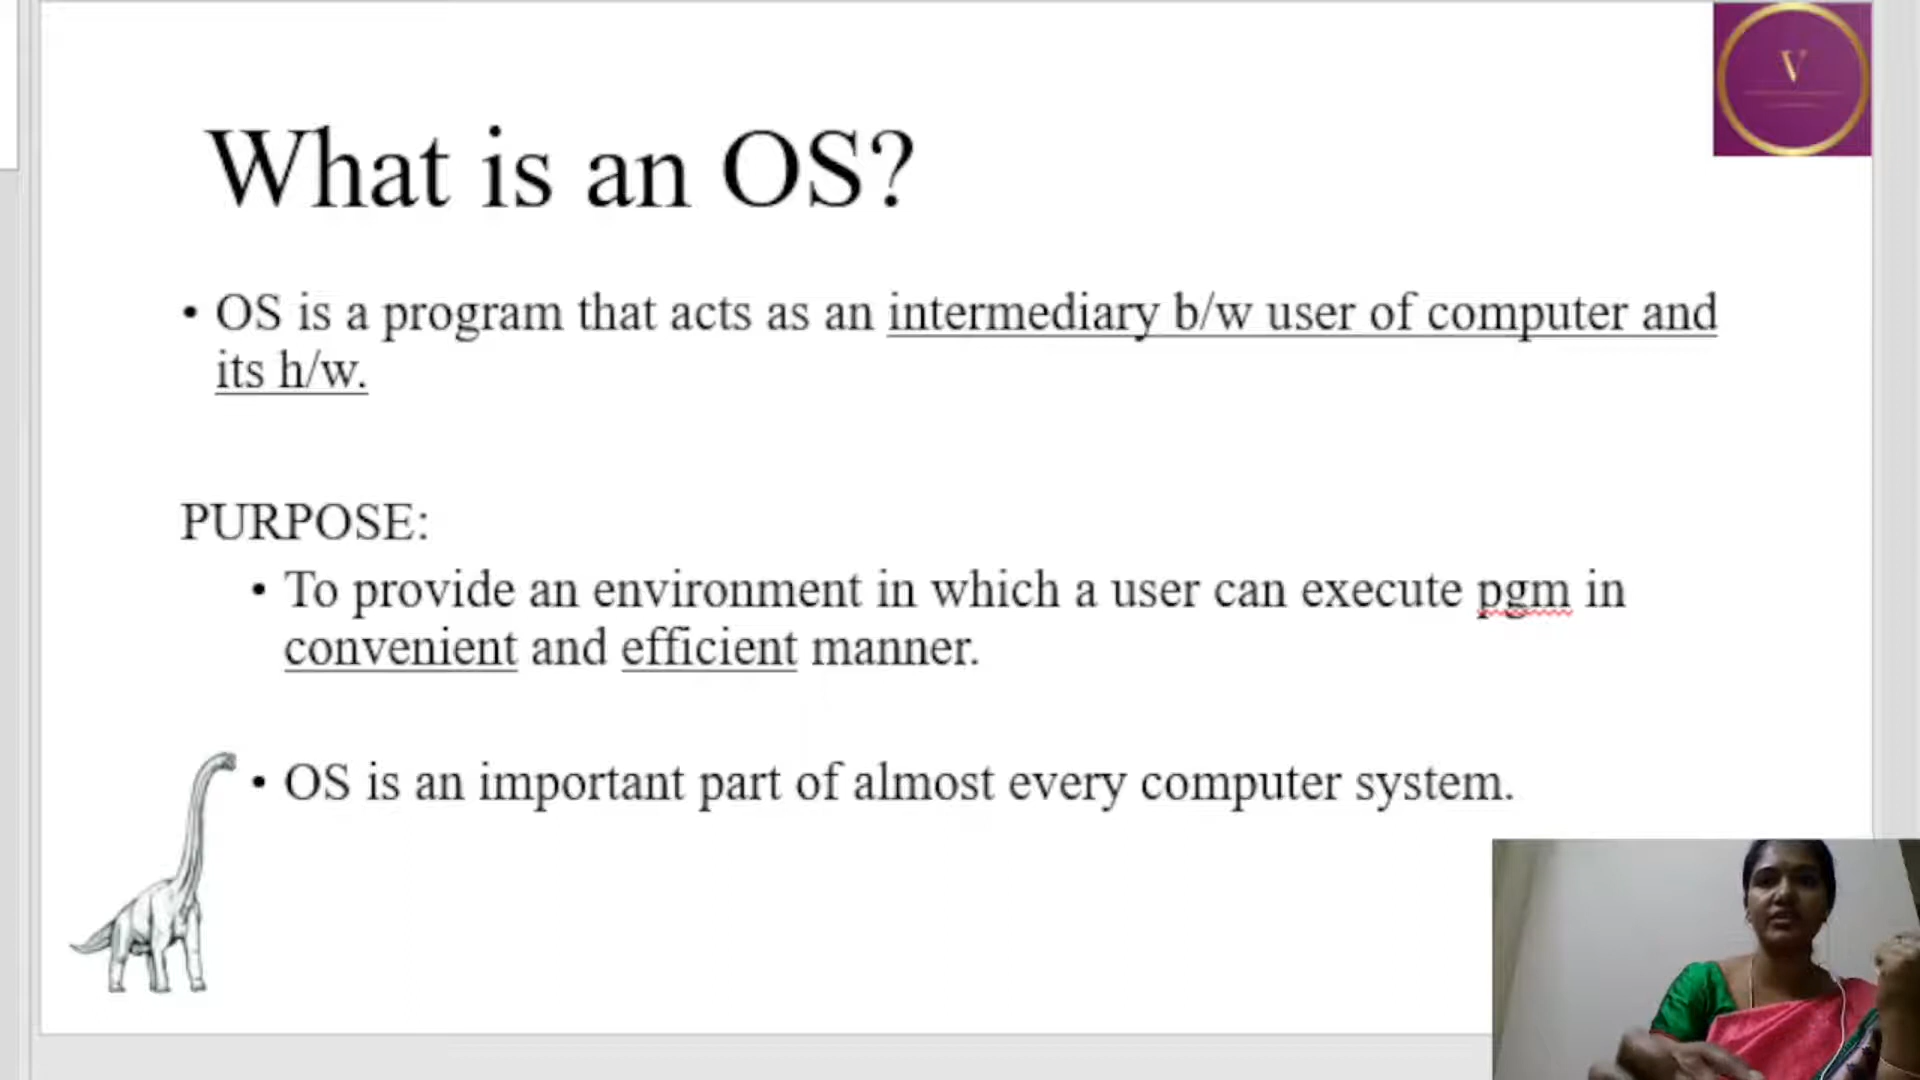 V
What is an OS?
• OS is a program that acts as an intermediary b/w user of computer and
its h/w.
PURPOSE:
• To provide an environment in which a user can execute pgm in
convenient and efficient manner.
• OS is an important part of almost every computer system.